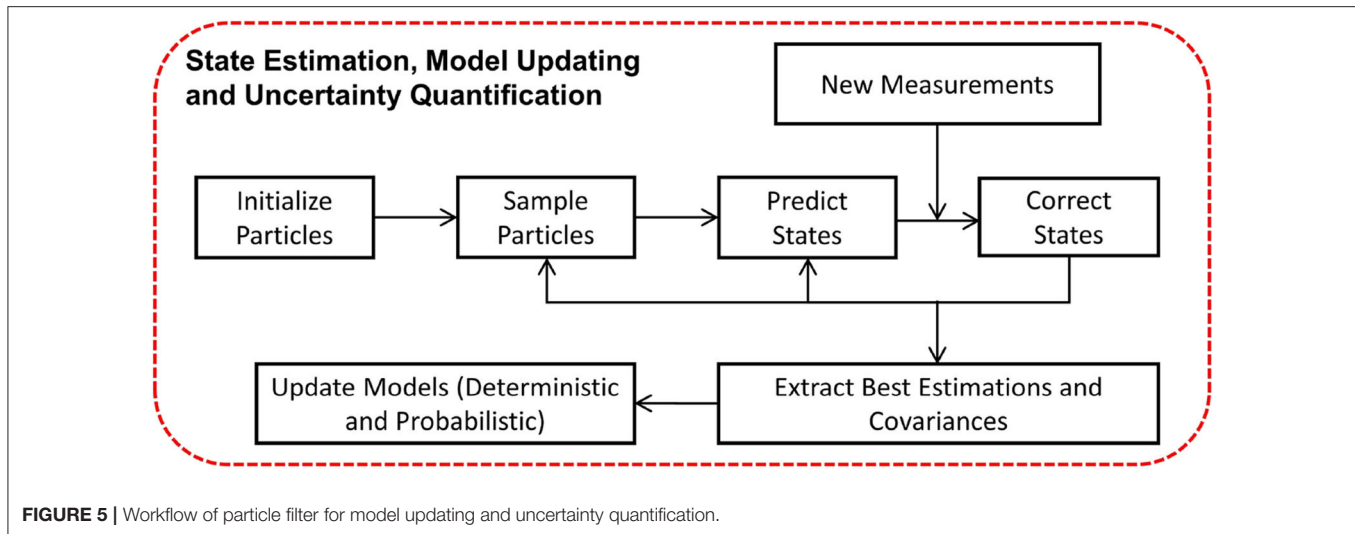 State Estimation, Model Updating
and Uncertainty Quantification
New Measurements
Initialize
Particles
Sample
Particles
Predict
States
Correct
States
Update Models (Deterministic
and Probabilistic)
Extract Best Estimations and
Covariances
FIGURE 5 | Workflow of particle filter for model updating and uncertainty quantification.